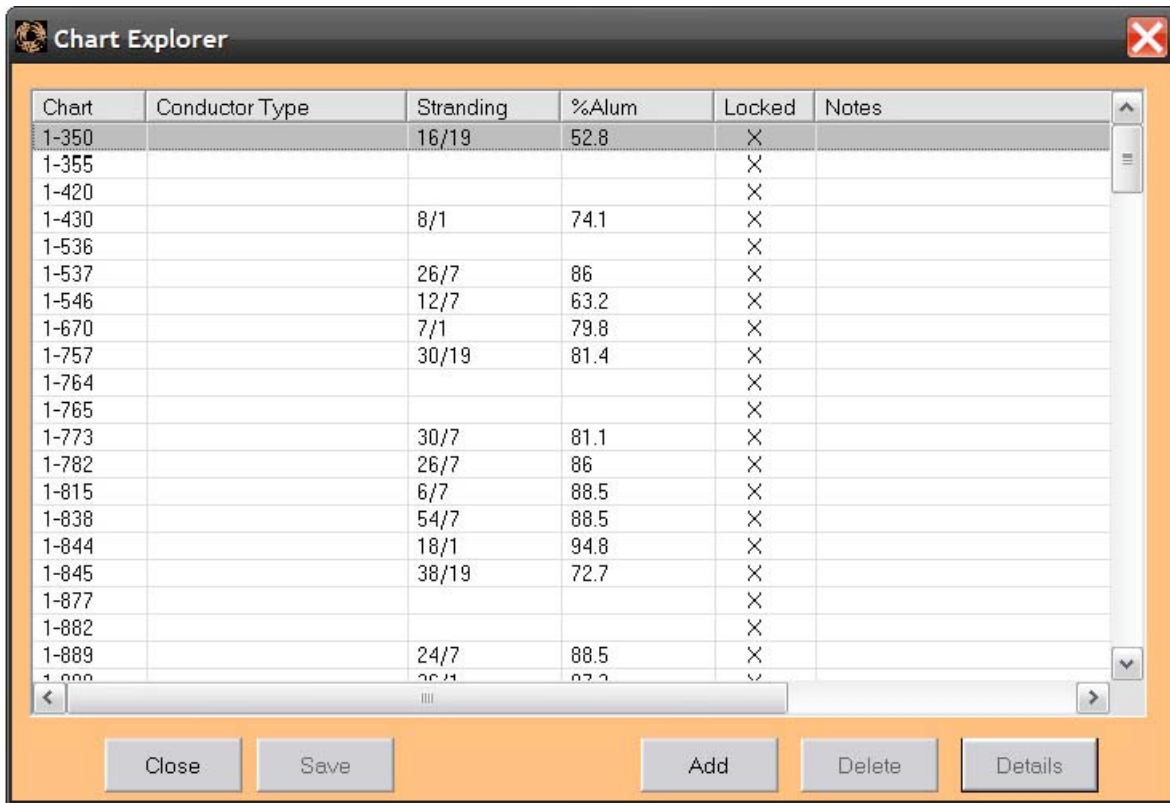 Chart Explorer
Chart Conductor Type Stranding %Alum Locked Notes
1-350 16/19 52.8 X
1-355 X
1-420 X
1-430 8/1 74.1 X
1-536 X
1-537 26/7 86 X
1-546 12/7 63.2 X
1-670 7/1 79.8 X
1-757 30/19 81.4 X
1-764 X
1-765 X
1-773 30/7 81.1 X
1-782 26/7 86 X
1-815 6/7 88.5 X
1-838 54/7 88.5 X
1-844 18/1 94.8 X
1-845 38/19 72.7 X
1-877 X
1-882 X
1-889 24/7 88.5 X
Close Save Add Delete Details